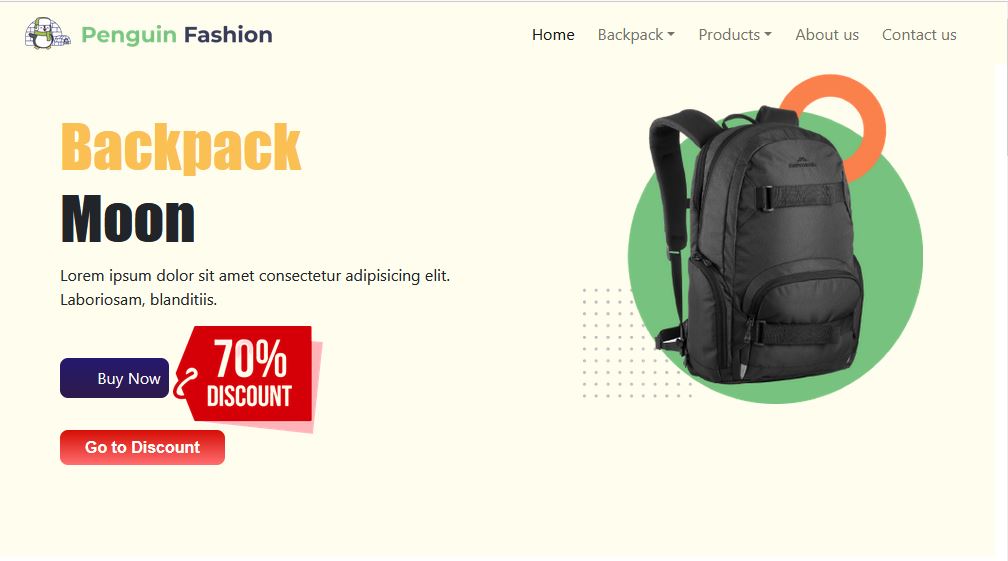 Penguin Fashion
Home Backpack Products About us Contact us
Backpack
Moon
Lorem ipsum dolor sit amet consectetur adipisicing elit.
Laboriosam, blanditiis.
Buy Now
70%
DISCOUNT
Go to Discount